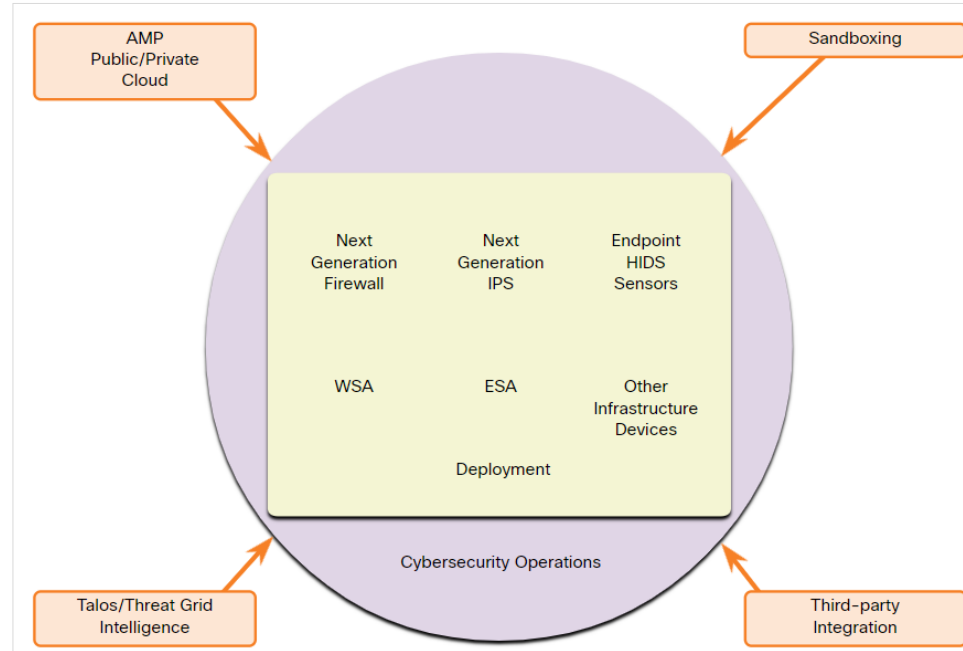 AMP
Public/Private
Cloud
Sandboxing
Next
Generation
Firewall
Next
Generation
IPS
Endpoint
HIDS
Sensors
WSA
ESA
Other
Infrastructure
Devices
Deployment
Cybersecurity Operations
Talos/Threat Grid
Intelligence
Third-party
Integration